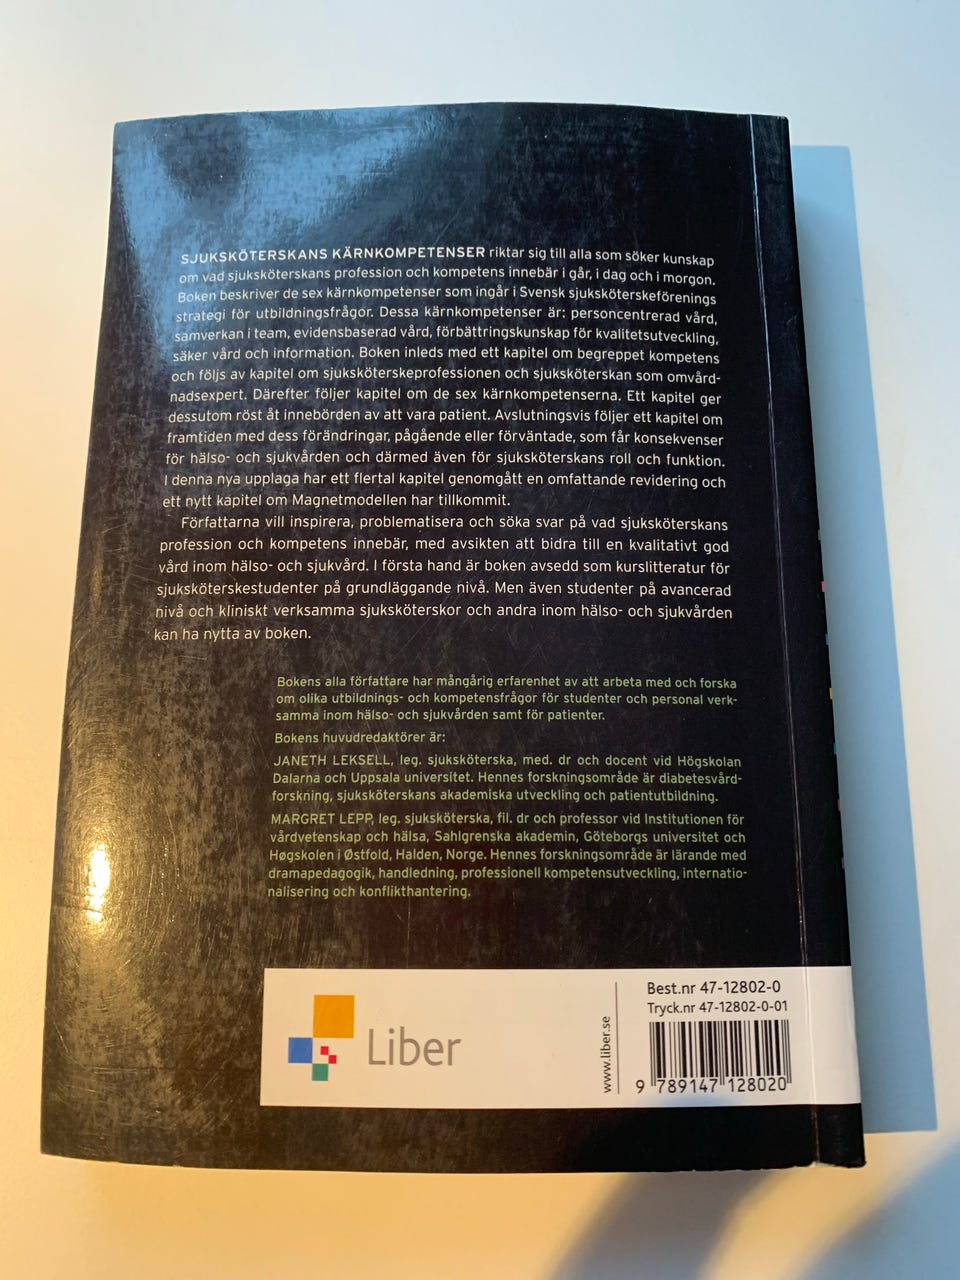 SJUKSKÖTERSKANS KÄRNKOMPETENSER riktar sig till alla som söker kunskap
om vad sjuksköterskans profession och kompetens innebär i går, i dag och i morgon.
Boken beskriver de sex kärnkompetenser som ingår i Svensk sjuksköterskeförenings
strategi för utbildningsfrågor. Dessa kärnkompetenser är: personcentrerad vård,
samverkan i team, evidensbaserad vård, förbättringskunskap för kvalitetsutveckling,
säker vård och information. Boken inleds med ett kapitel om begreppet kompetens
och följs av kapitel om sjuksköterskeprofessionen och sjuksköterskan som omvård-
nadsexpert. Därefter följer kapitel om de sex kärnkompetenserna. Ett kapitel ger
dessutom röst åt innebörden av att vara patient. Avslutningsvis följer ett kapitel om
framtiden med dess förändringar, pågående eller förväntade, som får konsekvenser
för hälso- och sjukvården och därmed även för sjuksköterskans roll och funktion.
I denna nya upplaga har ett flertal kapitel genomgått en omfattande revidering och
ett nytt kapitel om Magnetmodellen har tillkommit.
Författarna vill inspirera, problematisera och söka svar på vad sjuksköterskans
profession och kompetens innebär, med avsikten att bidra till en kvalitativt god
vård inom hälso- och sjukvård. I första hand är boken avsedd som kurslitteratur för
sjuksköterskestudenter på grundläggande nivå. Men även studenter på avancerad
nivå och kliniskt verksamma sjuksköterskor och andra inom hälso- och sjukvården
kan ha nytta av boken.
Bokens alla författare har mångårig erfarenhet av att arbeta med och forska
om olika utbildnings- och kompetensfrågor för studenter och personal verk-
samma inom hälso- och sjukvården samt för patienter.
Bokens huvudredaktörer är:
JANETH LEKSELL, leg. sjuksköterska, med. dr och docent vid Högskolan
Dalarna och Uppsala universitet. Hennes forskningsområde är diabetesvård-
forskning, sjuksköterskans akademiska utveckling och patientutbildning.
MARGRET LEPP, leg. sjuksköterska, fil. dr och professor vid Institutionen för
vårdvetenskap och hälsa, Sahlgrenska akademin, Göteborgs universitet och
Høgskolen i Østfold, Halden, Norge. Hennes forskningsområde är lärande med
dramapedagogik, handledning, professionell kompetensutveckling, internatio-
nalisering och konflikthantering.
Liber
www.liber.se
Best.nr 47-12802-0
Tryck.nr 47-12802-0-01
9 789147 128020